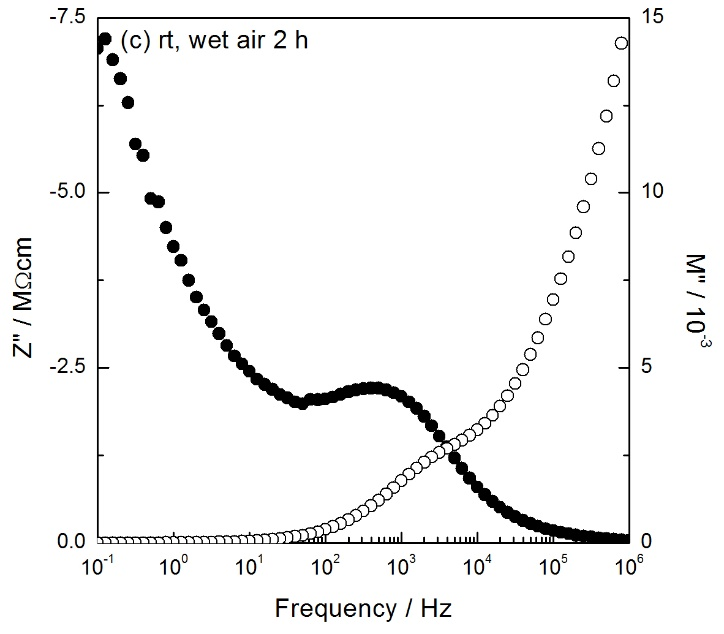 (c) rt, wet air 2 h
-7.5
-5.0
-2.5
0.0
Z'' / MΩcm
15
10
5
0
M'' / 10⁻³
10⁻¹ 10⁰ 10¹ 10² 10³ 10⁴ 10⁵ 10⁶
Frequency / Hz